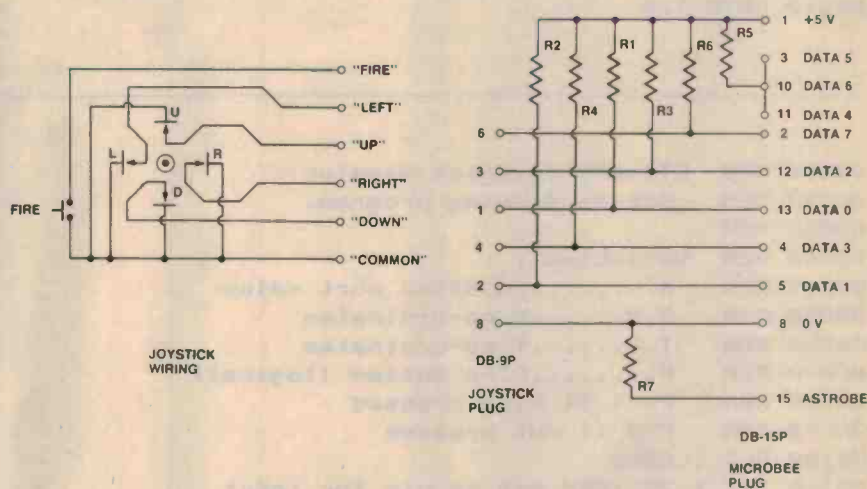 "FIRE"
"LEFT"
U
"UP"
L
R
"RIGHT"
D
FIRE
"DOWN"
"COMMON"
JOYSTICK
WIRING
1 +5 V
R2
R1
R6
R5
3 DATA 5
10 DATA 6
R4
R3
11 DATA 4
6
2 DATA 7
3
12 DATA 2
1
13 DATA 0
4
4 DATA 3
2
5 DATA 1
8
8 0 V
DB-9P
JOYSTICK
PLUG
R7
15 ASTROBE
DB-15P
MICROBEE
PLUG